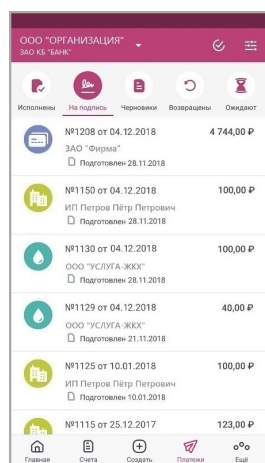 ООО "ОРГАНИЗАЦИЯ"
ЗАО КБ "БАНК"
Исполнены На подпись Черновики Возвращены Ожидают
№1208 от 04.12.2018 4 744,00 ₽
ЗАО "Фирма"
Подготовлен 28.11.2018
№1150 от 04.12.2018 100,00 ₽
ИП Петров Пётр Петрович
Подготовлен 28.11.2018
№1130 от 04.12.2018 100,00 ₽
ООО "УСЛУГА-ЖКХ"
Подготовлен 28.11.2018
№1129 от 04.12.2018 40,00 ₽
ООО "УСЛУГА-ЖКХ"
Подготовлен 21.11.2018
№1125 от 10.01.2018 100,00 ₽
ИП Петров Пётр Петрович
Подготовлен 10.01.2018
№1115 от 25.12.2017 123,00 ₽
Главная Счета Создать Платежи Ещё